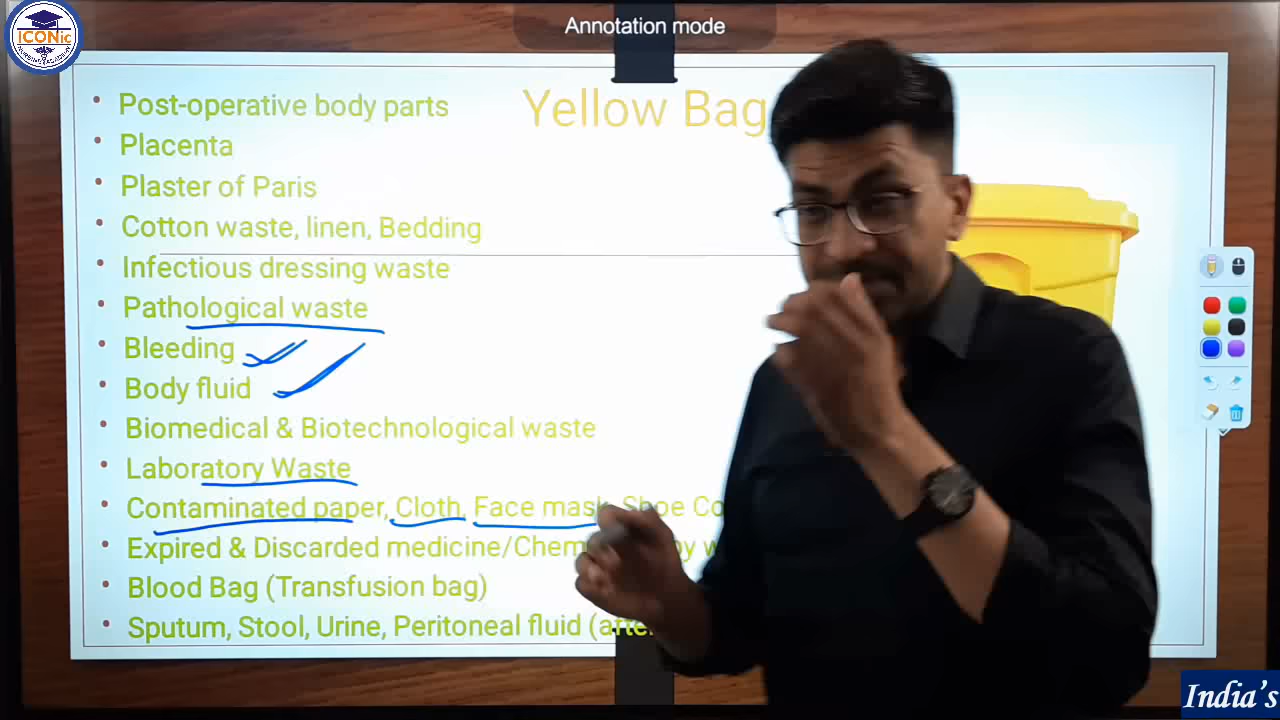 Annotation mode
ICONic
Yellow Bag
Post-operative body parts
Placenta
Plaster of Paris
Cotton waste, linen, Bedding
Infectious dressing waste
Pathological waste
Bleeding
Body fluid
Biomedical & Biotechnological waste
Laboratory Waste
Contaminated paper, Cloth, Face mask, Shoe
Expired & Discarded medicine/
Blood Bag (Transfusion bag)
Sputum, Stool, Urine, Peritoneal fluid
India's